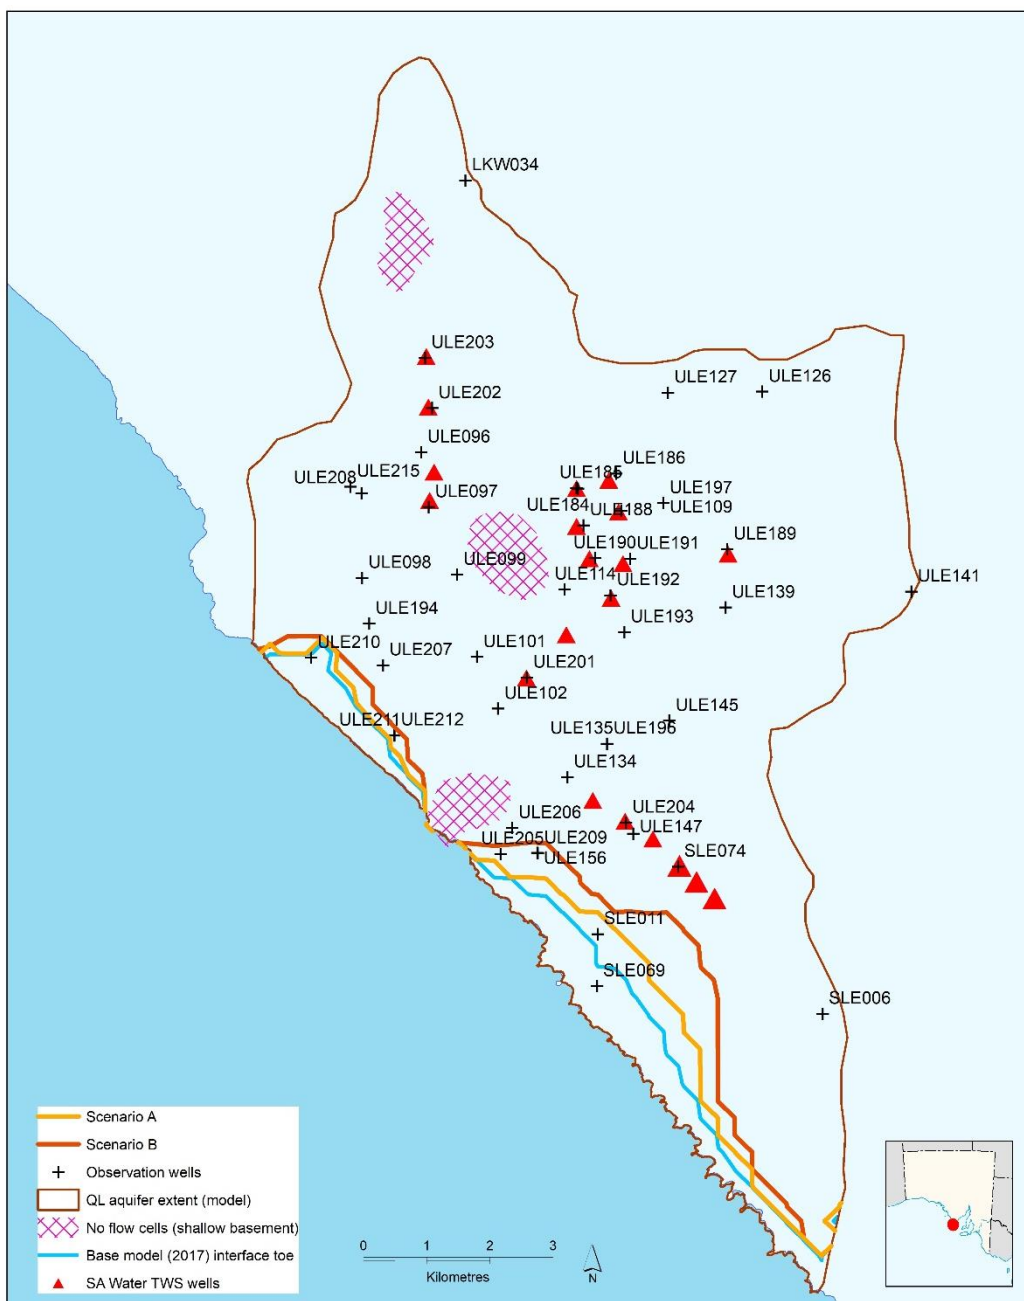 LKW034
ULE203
ULE127
ULE126
ULE202
ULE096
ULE186
ULE185
ULE208
ULE215
ULE097
ULE197
ULE184
ULE188
ULE109
ULE189
ULE190
ULE191
ULE098
ULE099
ULE114
ULE192
ULE141
ULE139
ULE194
ULE193
ULE210
ULE207
ULE101
ULE201
ULE102
ULE211
ULE212
ULE145
ULE135
ULE196
ULE134
ULE206
ULE204
ULE205
ULE209
ULE147
ULE156
SLE074
SLE011
SLE069
SLE006
Scenario A
Scenario B
Observation wells
QL aquifer extent (model)
No flow cells (shallow basement)
Base model (2017) interface toe
SA Water TWS wells
0 1 2 3
Kilometres
N